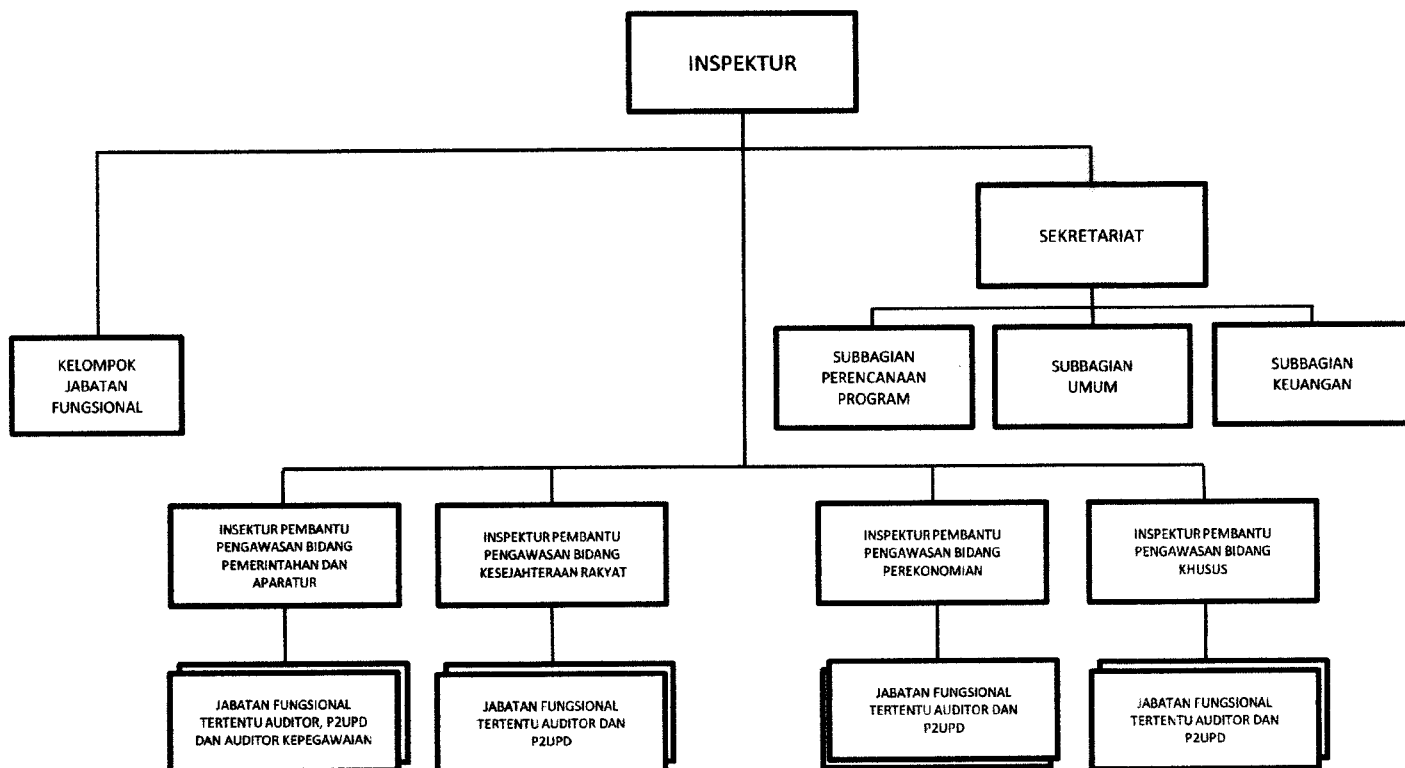 INSPEKTUR
SEKRETARIAT
KELOMPOK
JABATAN
FUNGSIONAL
SUBBAGIAN
PERENCANAAN
PROGRAM
SUBBAGIAN
UMUM
SUBBAGIAN
KEUANGAN
INSEKTUR PEMBANTU
PENGAWASAN BIDANG
PEMERINTAHAN DAN
APARATUR
INSPEKTUR PEMBANTU
PENGAWASAN BIDANG
KESEJAHTERAAN RAKYAT
INSPEKTUR PEMBANTU
PENGAWASAN BIDANG
PEREKONOMIAN
INSPEKTUR PEMBANTU
PENGAWASAN BIDANG
KHUSUS
JABATAN FUNGSIONAL
TERTENTU AUDITOR, P2UPD
DAN AUDITOR KEPEGAWAIAN
JABATAN FUNGSIONAL
TERTENTU AUDITOR DAN
P2UPD
JABATAN FUNGSIONAL
TERTENTU AUDITOR DAN
P2UPD
JABATAN FUNGSIONAL
TERTENTU AUDITOR DAN
P2UPD